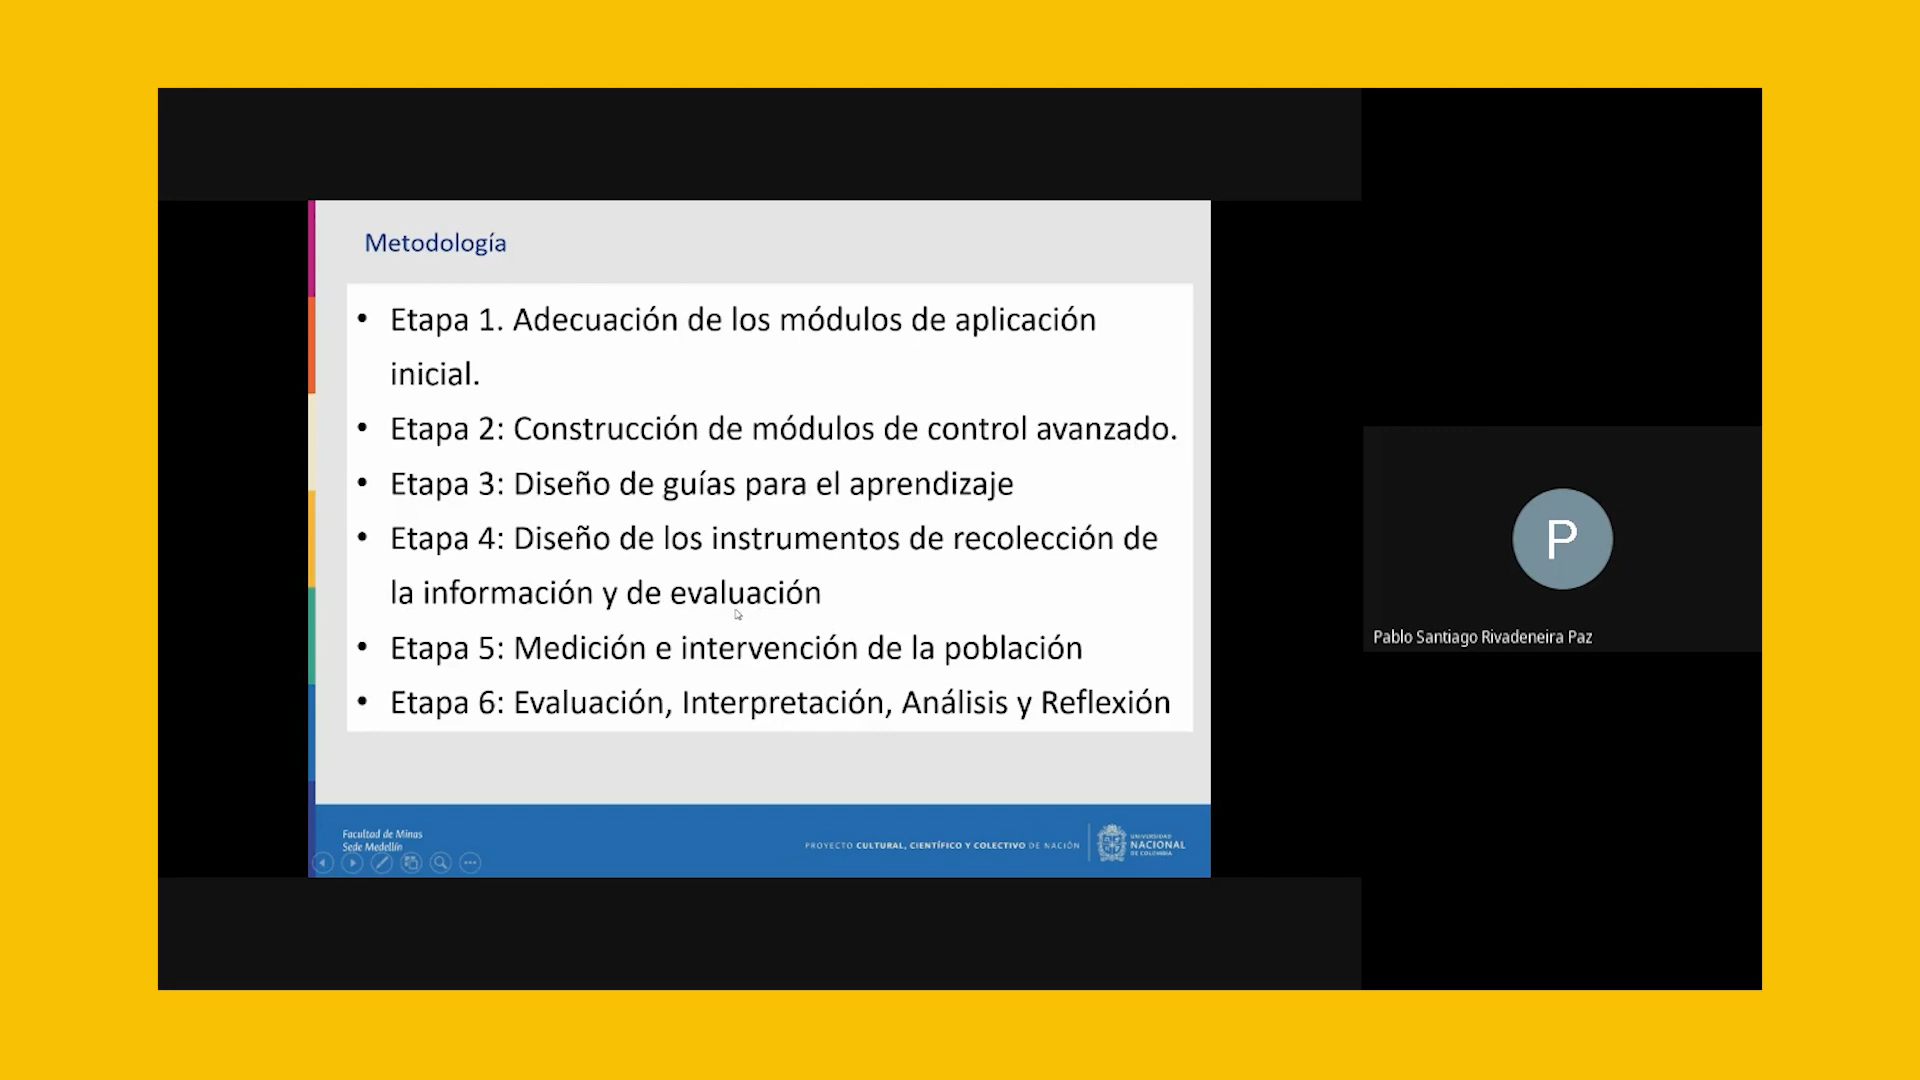 Metodología
• Etapa 1. Adecuación de los módulos de aplicación
inicial.
• Etapa 2: Construcción de módulos de control avanzado.
• Etapa 3: Diseño de guías para el aprendizaje
• Etapa 4: Diseño de los instrumentos de recolección de
la información y de evaluación
• Etapa 5: Medición e intervención de la población
• Etapa 6: Evaluación, Interpretación, Análisis y Reflexión
Facultad de Minas
Sede Medellín
PROYECTO CULTURAL, CIENTÍFICO Y COLECTIVO DE NACIÓN
UNIVERSIDAD
NACIONAL
DE COLOMBIA
P
Pablo Santiago Rivadeneira Paz